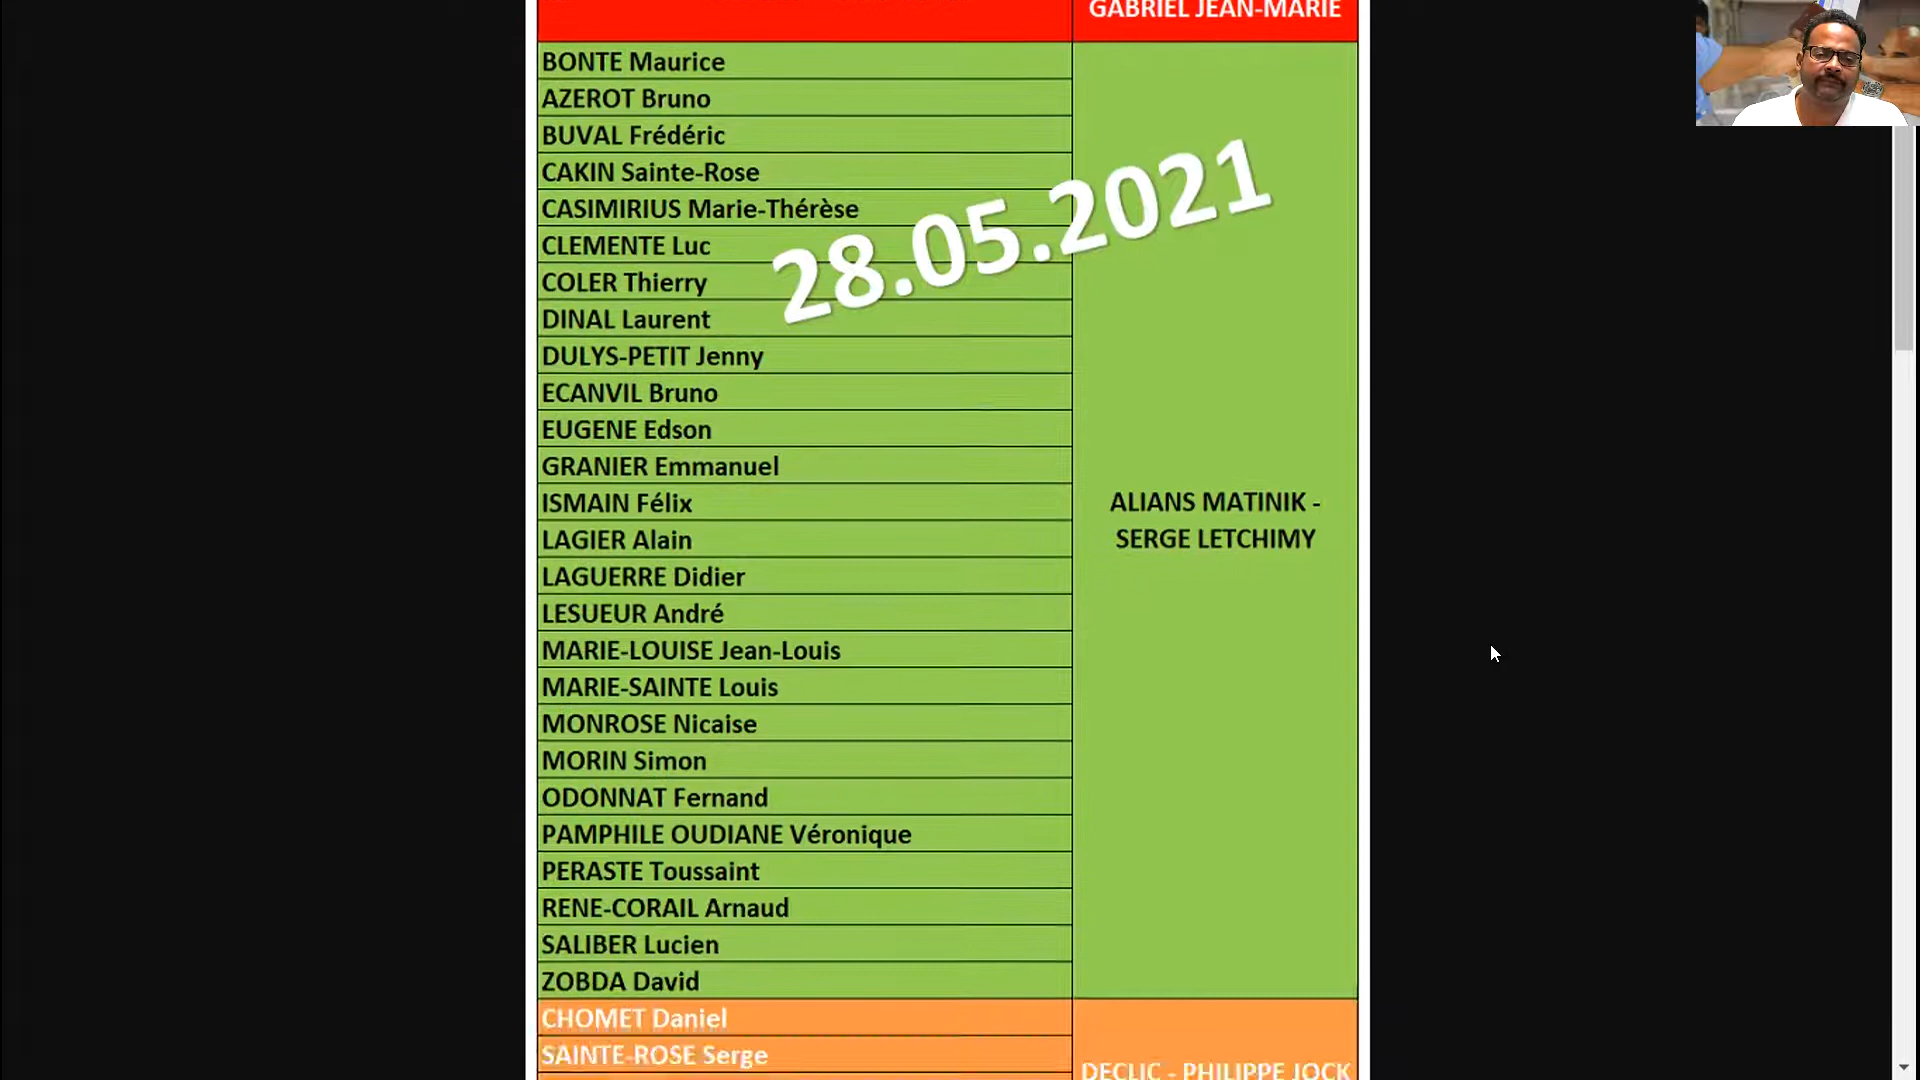 GABRIEL JEAN-MARIE
BONTE Maurice
AZEROT Bruno
BUVAL Frédéric
CAKIN Sainte-Rose
CASIMIRIUS Marie-Thérèse
CLEMENTE Luc
COLER Thierry
DINAL Laurent
DULYS-PETIT Jenny
ECANVIL Bruno
EUGENE Edson
GRANIER Emmanuel
ISMAIN Félix
LAGIER Alain
LAGUERRE Didier
LESUEUR André
MARIE-LOUISE Jean-Louis
MARIE-SAINTE Louis
MONROSE Nicaise
MORIN Simon
ODONNAT Fernand
PAMPHILE OUDIANE Véronique
PERASTE Toussaint
RENE-CORAIL Arnaud
SALIBER Lucien
ZOBDA David
28.05.2021
ALIANS MATINIK -
SERGE LETCHIMY
CHOMET Daniel
SAINTE-ROSE Serge
DECLIC - PHILIPPE JOCK